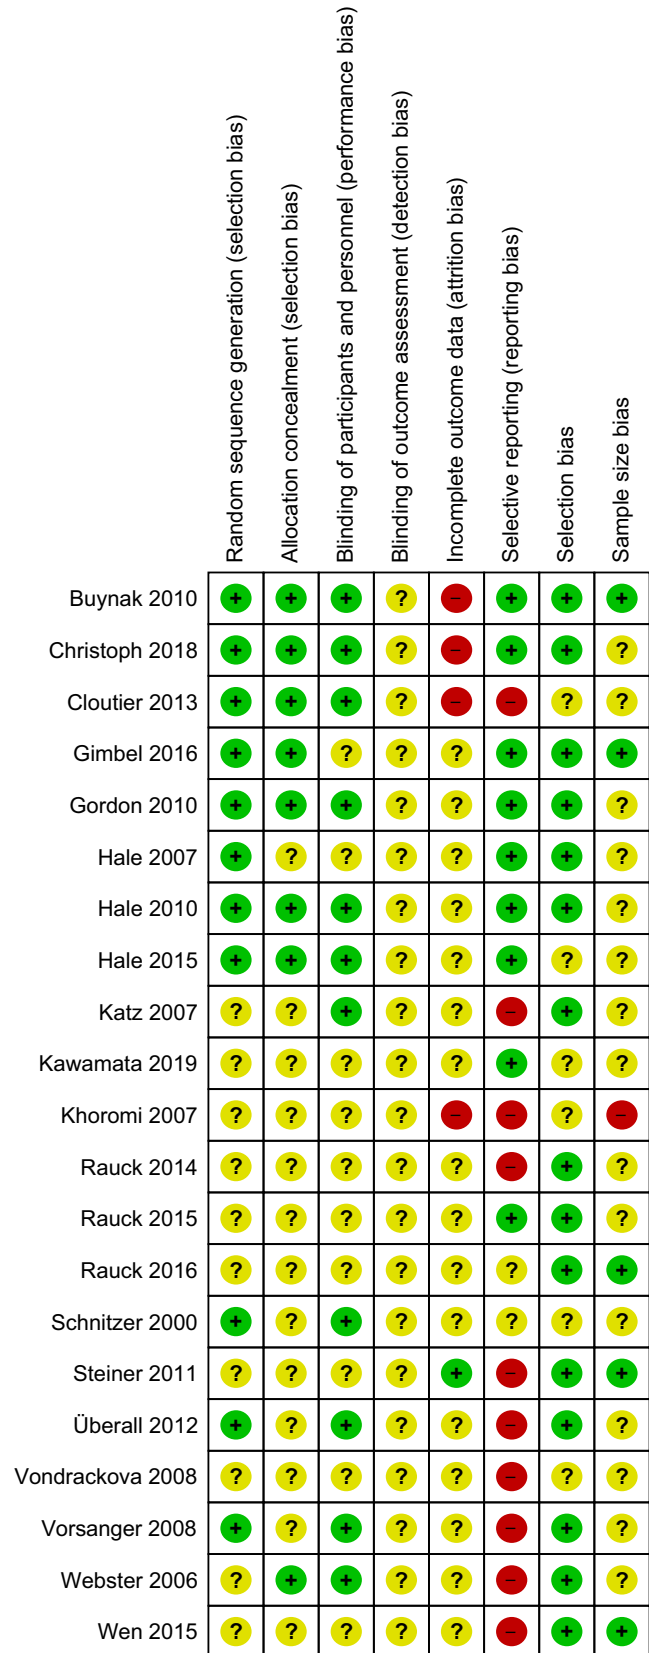 Random sequence generation (selection bias)
Allocation concealment (selection bias)
Blinding of participants and personnel (performance bias)
Blinding of outcome assessment (detection bias)
Incomplete outcome data (attrition bias)
Selective reporting (reporting bias)
Selection bias
Sample size bias
Buynak 2010 + + + ? – + + +
Christoph 2018 + + + ? – + + ?
Cloutier 2013 + + + ? – – ? ?
Gimbel 2016 + + ? ? ? + + +
Gordon 2010 + + + ? ? + + ?
Hale 2007 + ? ? ? ? + + ?
Hale 2010 + + + ? ? + + ?
Hale 2015 + + + ? ? + ? ?
Katz 2007 ? ? + ? ? – + ?
Kawamata 2019 ? ? ? ? ? + ? ?
Khoromi 2007 ? ? ? ? – – ? –
Rauck 2014 ? ? ? ? ? – + ?
Rauck 2015 ? ? ? ? ? + + ?
Rauck 2016 ? ? ? ? ? ? + +
Schnitzer 2000 + ? + ? ? ? ? ?
Steiner 2011 ? ? ? ? + – + +
Überall 2012 + ? + ? ? – + ?
Vondrackova 2008 ? ? ? ? ? – ? ?
Vorsanger 2008 + ? + ? ? – + ?
Webster 2006 ? + + ? ? – + ?
Wen 2015 ? ? ? ? ? – + +